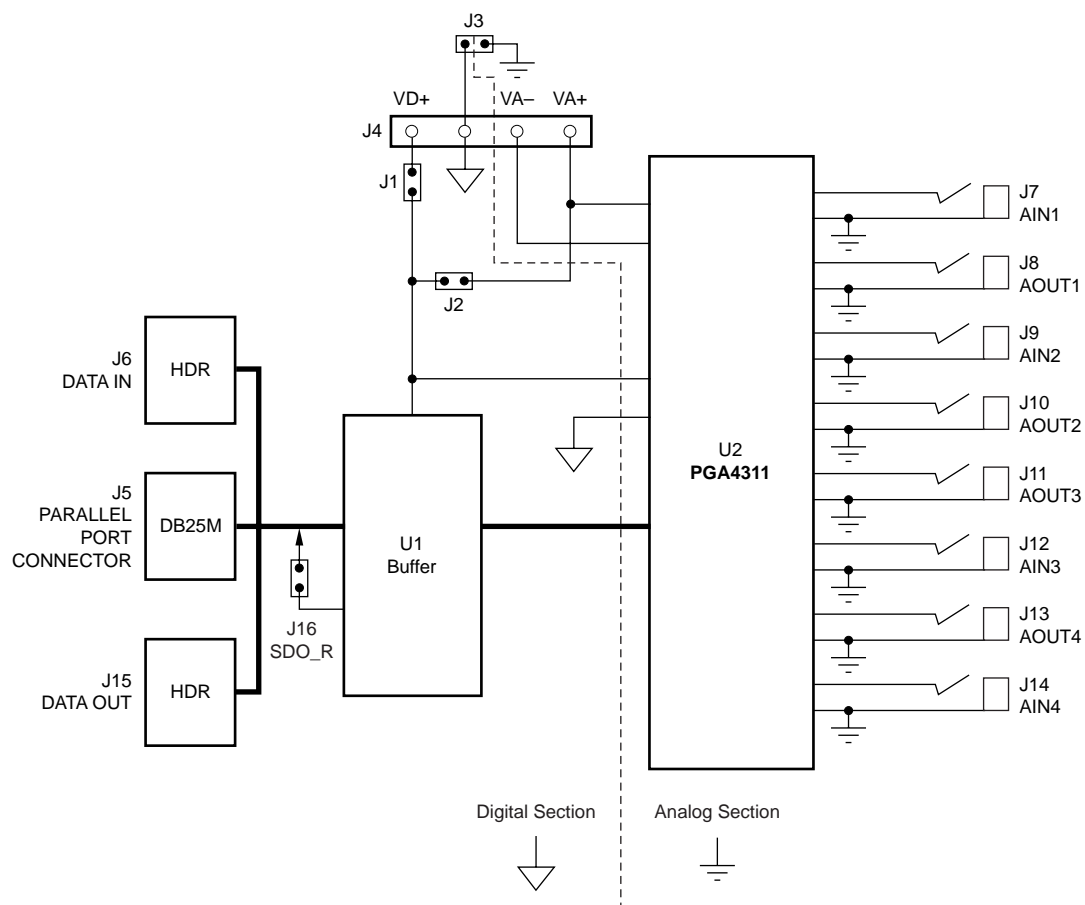 J3
VD+
VA–
VA+
J4
J1
J2
J6
DATA IN
HDR
J5
PARALLEL
PORT
CONNECTOR
DB25M
J15
DATA OUT
HDR
J16
SDO_R
U1
Buffer
U2
PGA4311
J7
AIN1
J8
AOUT1
J9
AIN2
J10
AOUT2
J11
AOUT3
J12
AIN3
J13
AOUT4
J14
AIN4
Digital Section
Analog Section